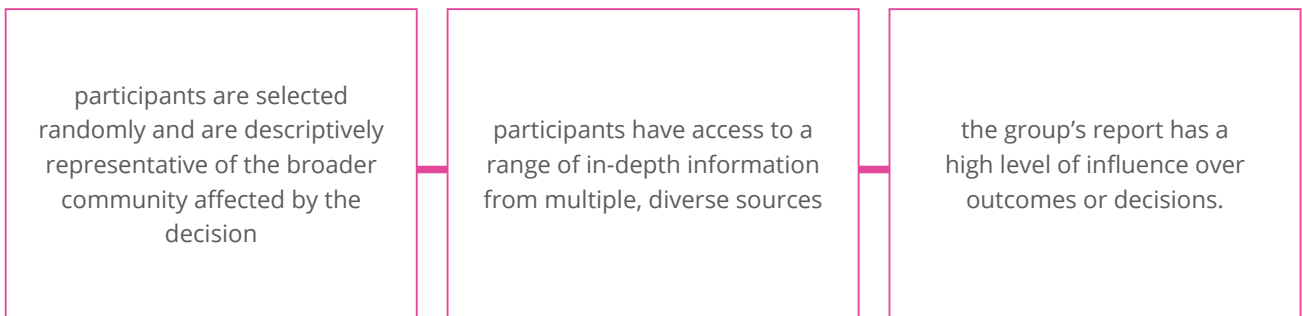 participants are selected
randomly and are descriptively
representative of the broader
community affected by the
decision
participants have access to a
range of in-depth information
from multiple, diverse sources
the group’s report has a
high level of influence over
outcomes or decisions.